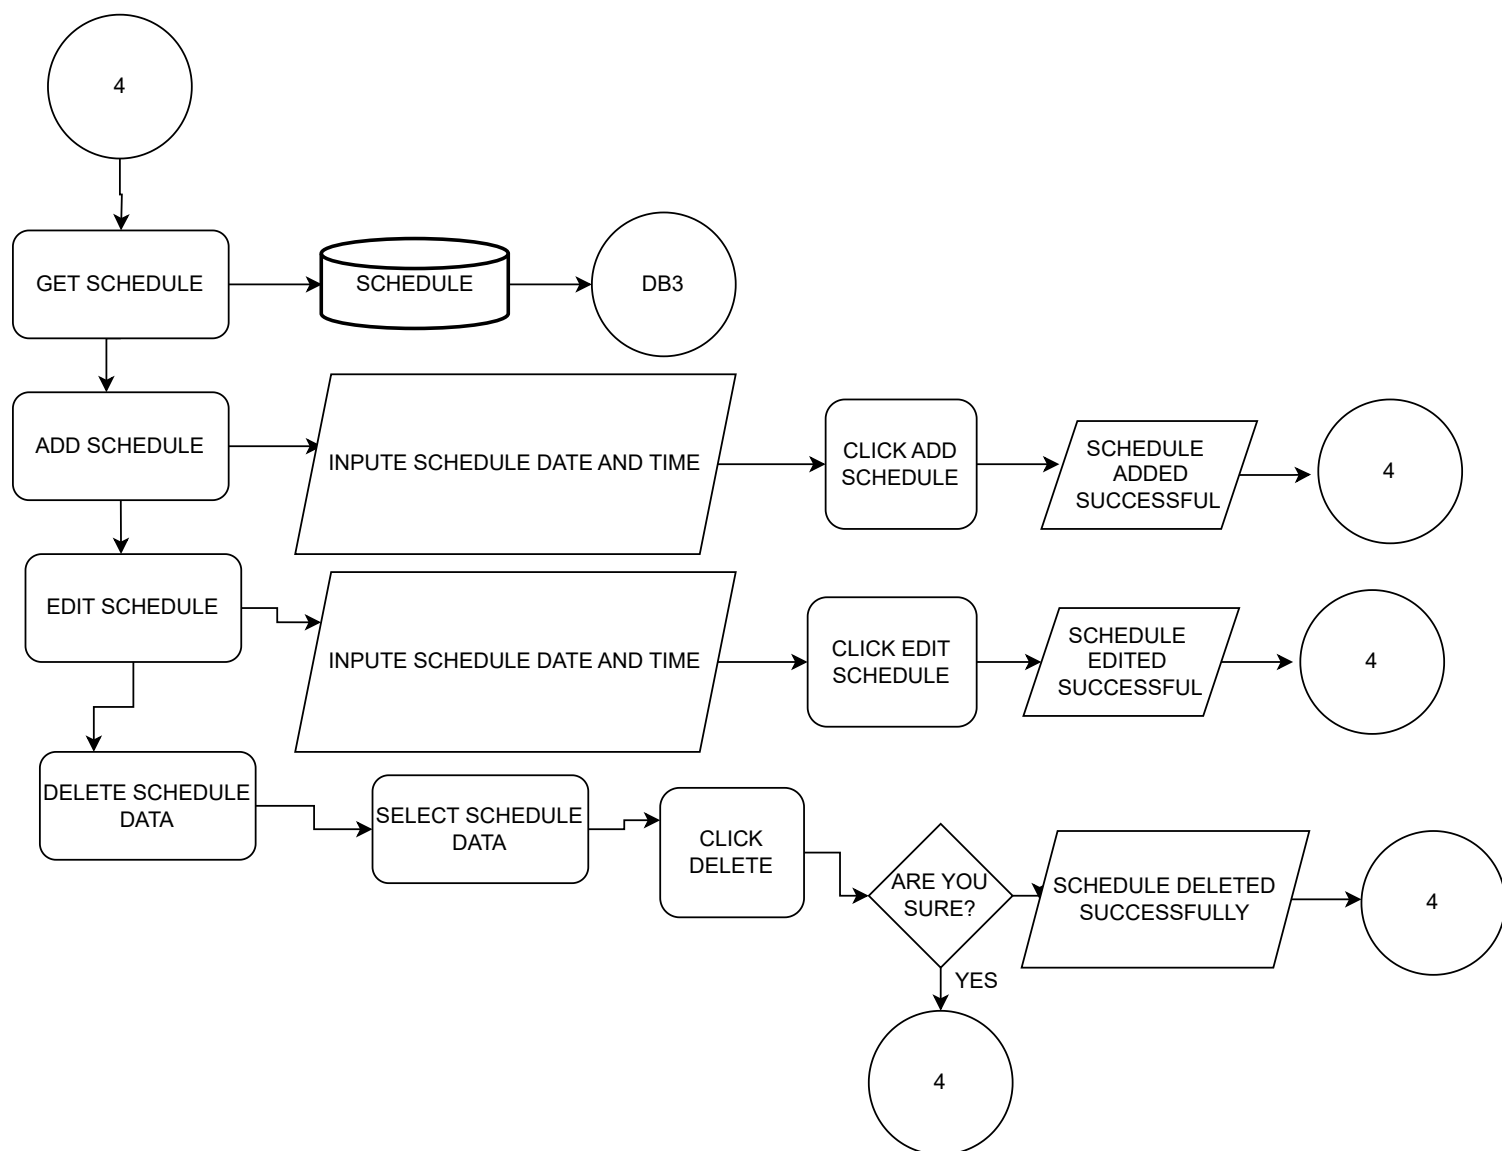 4
GET SCHEDULE
SCHEDULE
DB3
ADD SCHEDULE
INPUTE SCHEDULE DATE AND TIME
CLICK ADD
SCHEDULE
SCHEDULE
ADDED
SUCCESSFUL
4
EDIT SCHEDULE
INPUTE SCHEDULE DATE AND TIME
CLICK EDIT
SCHEDULE
SCHEDULE
EDITED
SUCCESSFUL
4
DELETE SCHEDULE
DATA
SELECT SCHEDULE
DATA
CLICK
DELETE
ARE YOU
SURE?
SCHEDULE DELETED
SUCCESSFULLY
4
YES
4